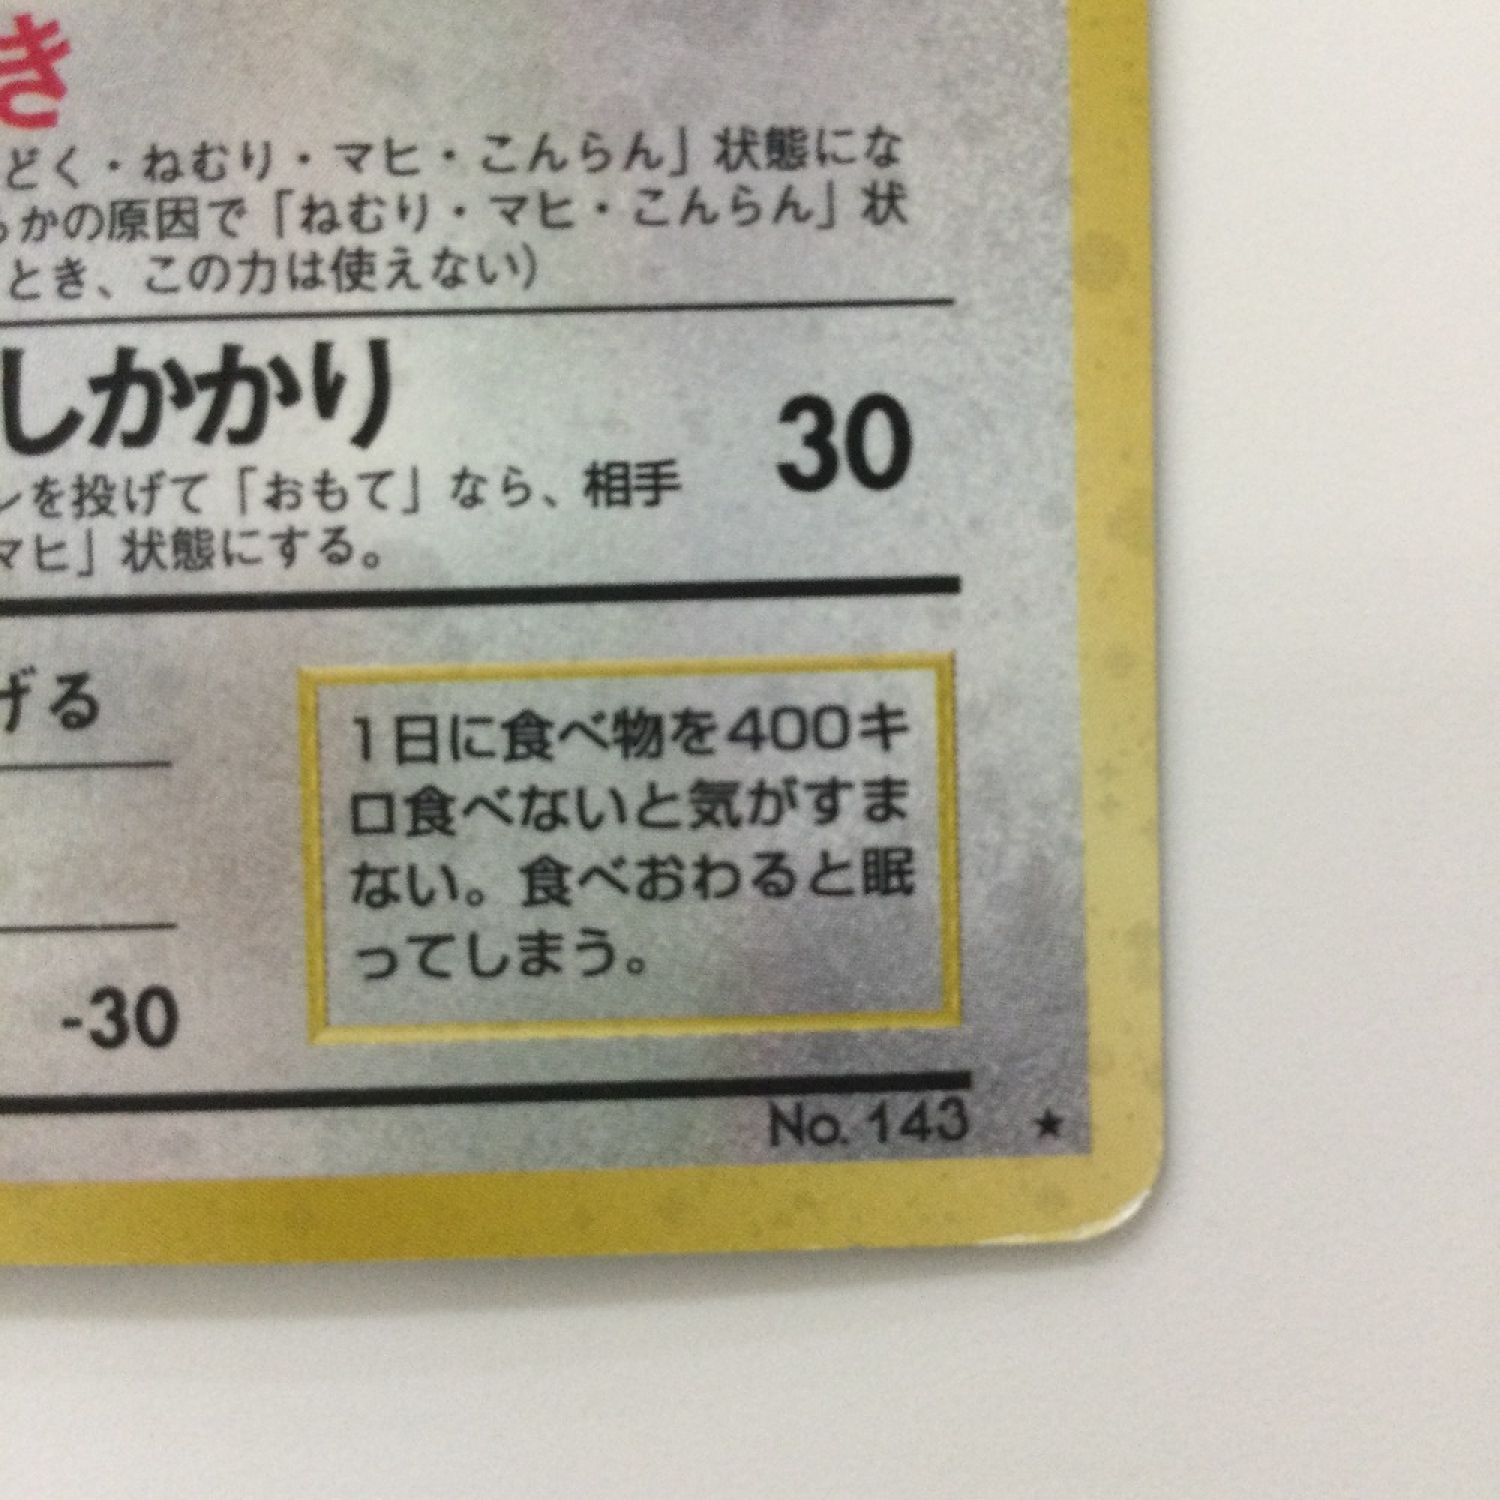 き
どく・ねむり・マヒ・こんらん」状態にな
らかの原因で「ねむり・マヒ・こんらん」状
とき、この力は使えない)
しかかり
30
ンを投げて「おもて」なら、相手
マヒ」状態にする。
げる
1日に食べ物を400キ
ロ食べないと気がすま
ない。食べおわると眠
ってしまう。
-30
No. 143 ★